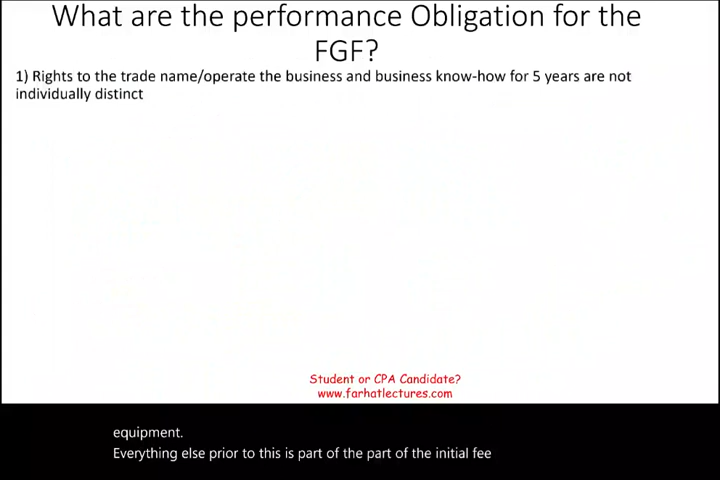 What are the performance Obligation for the
FGF?
1) Rights to the trade name/operate the business and business know-how for 5 years are not
individually distinct
Student or CPA Candidate?
www.farhatlectures.com
equipment.
Everything else prior to this is part of the part of the initial fee